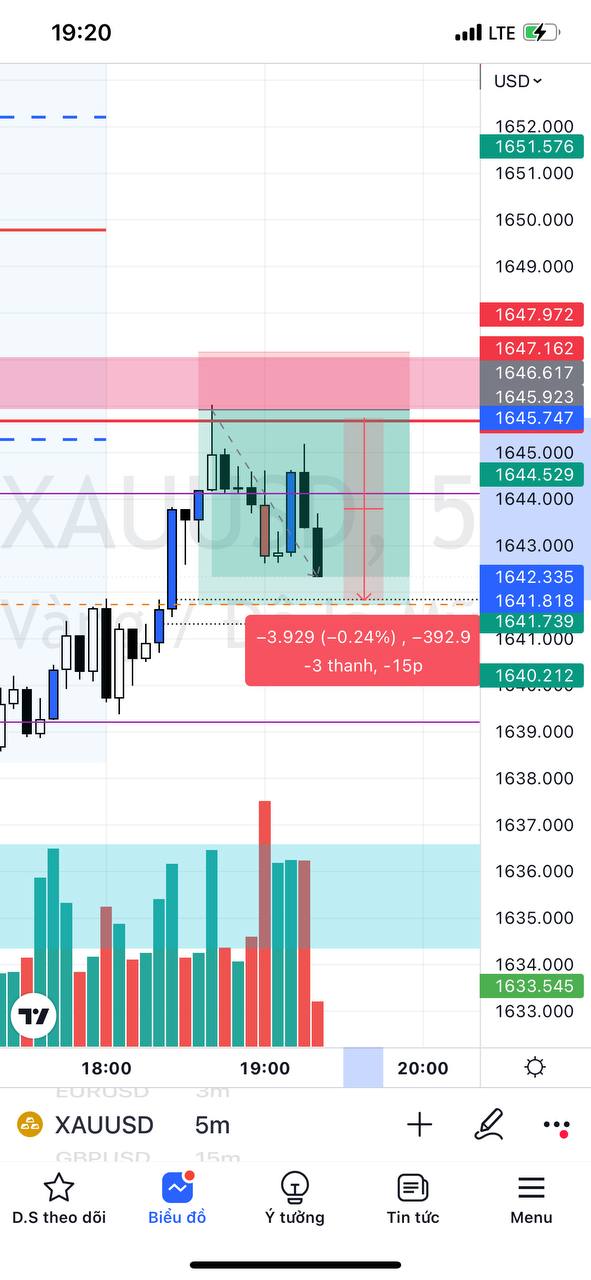 19:20
LTE
USD
1652.000
1651.576
1651.000
1650.000
1649.000
1647.972
1647.162
1646.617
1645.923
1645.747
1645.000
1644.529
1644.000
1643.000
1642.335
1641.818
1641.739
1641.000
1640.212
1639.000
1638.000
1637.000
1636.000
1635.000
1634.000
1633.545
1633.000
XAUUSD, 5
−3.929 (−0.24%) , −392.9
-3 thanh, -15p
18:00 19:00 20:00
EURUSD 3m
XAUUSD 5m
GBPUSD 15m
D.S theo dõi Biểu đồ Ý tưởng Tin tức Menu